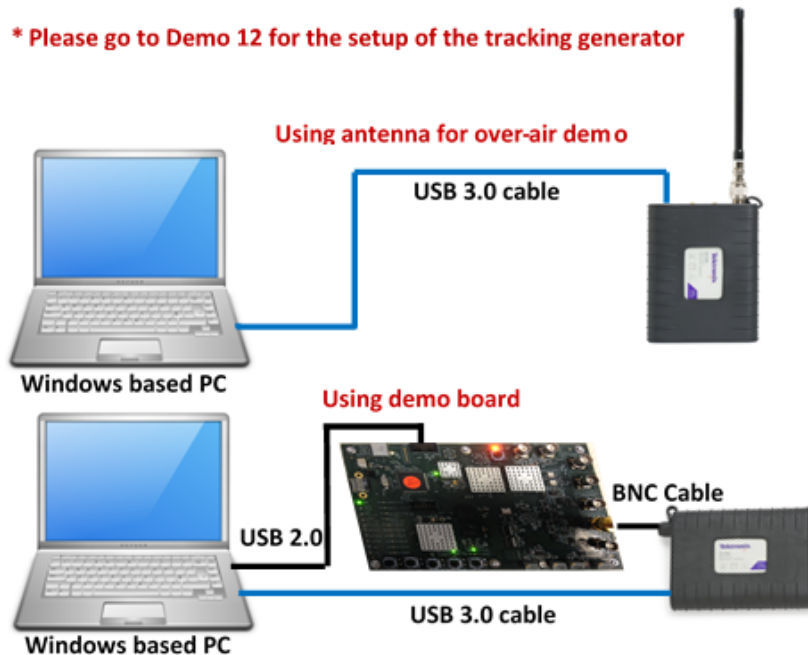 * Please go to Demo 12 for the setup of the tracking generator
Using antenna for over-air demo
USB 3.0 cable
Tektronix
Windows based PC
Using demo board
BNC Cable
USB 2.0
Tektronix
USB 3.0 cable
Windows based PC